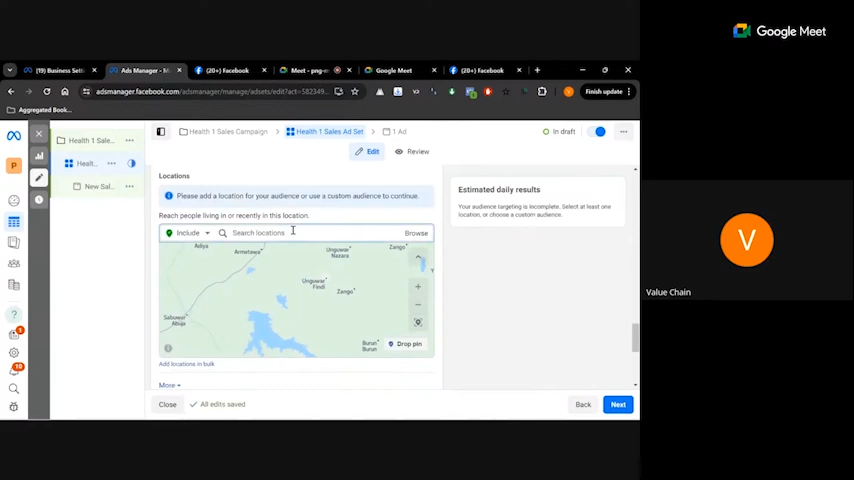 Google Meet
(19) Business Setti
Ads Manager - M
(20+) Facebook
Meet - png-m
Google Meet
(20+) Facebook
adsmanager.facebook.com/adsmanager/manage/adsets/edit?act=582349...
Finish update
Aggregated Book...
Health 1 Sale...
Health 1 Sales Campaign
Health 1 Sales Ad Set
1 Ad
In draft
Edit
Review
Healt...
New Sal...
Locations
Please add a location for your audience or use a custom audience to continue.
Reach people living in or recently in this location.
Include
Search locations
Browse
Estimated daily results
Your audience targeting is incomplete. Select at least one
location, or choose a custom audience.
Adiya
Armatawa
Unguwar
Nazara
Zango
Unguwar
Findi
Zango
Sabuwar
Abuja
Burun
Burun
Drop pin
Add locations in bulk
More
Close
All edits saved
Back
Next
P
1
10
V
Value Chain